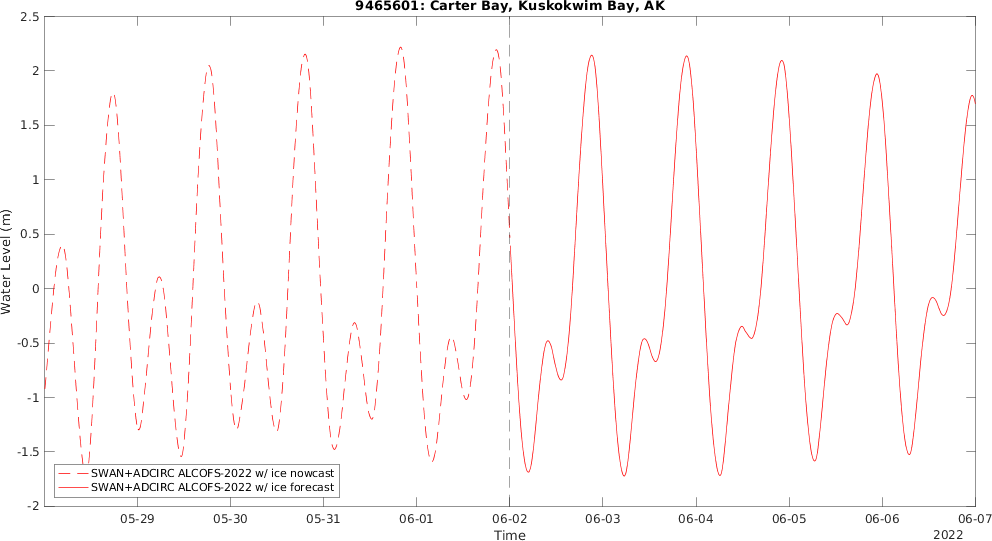 9465601: Carter Bay, Kuskokwim Bay, AK
2.5
2
1.5
1
0.5
0
-0.5
-1
-1.5
-2
Water Level (m)
SWAN+ADCIRC ALCOFS-2022 w/ ice nowcast
SWAN+ADCIRC ALCOFS-2022 w/ ice forecast
05-29 05-30 05-31 06-01 06-02 06-03 06-04 06-05 06-06 06-07
Time
2022